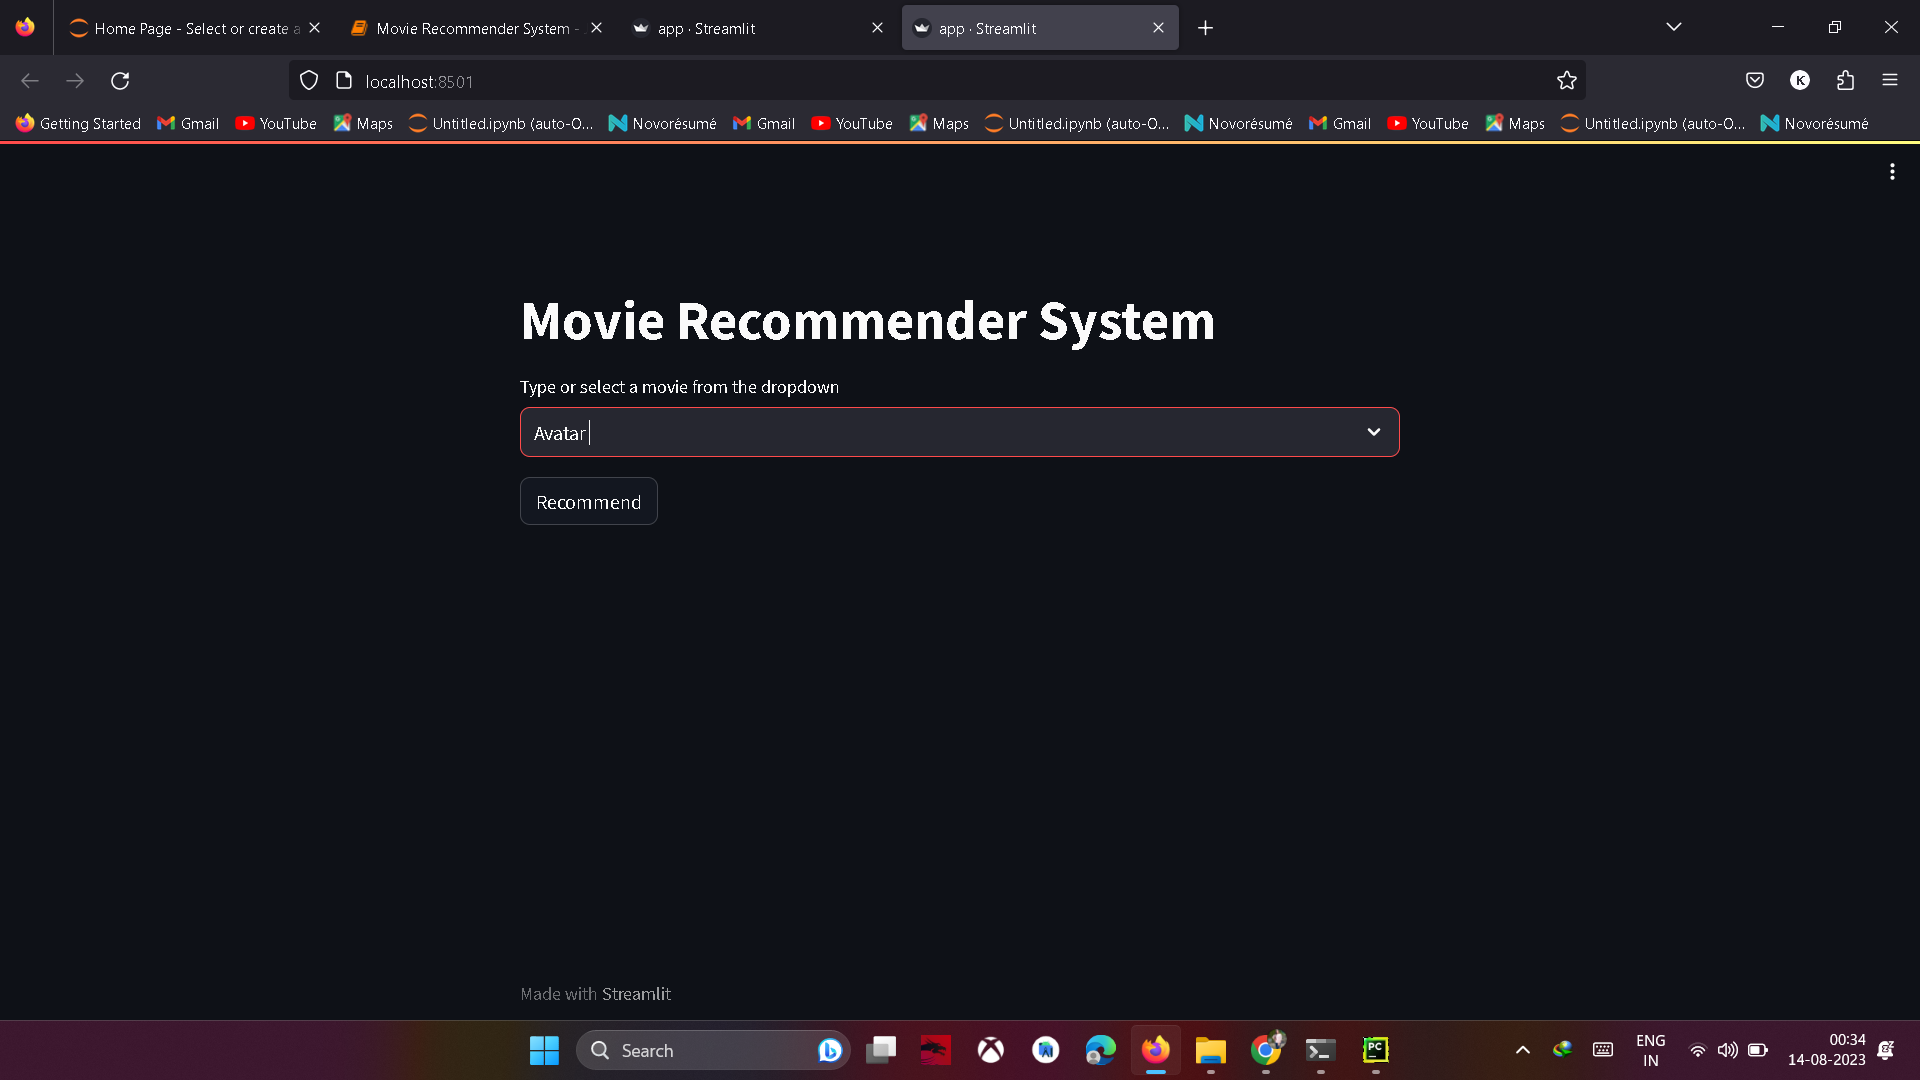 Home Page - Select or create a
Movie Recommender System -
app · Streamlit
app · Streamlit
localhost:8501
K
Getting Started
Gmail
YouTube
Maps
Untitled.ipynb (auto-O...
Novorésumé
Gmail
YouTube
Maps
Untitled.ipynb (auto-O...
Novorésumé
Gmail
YouTube
Maps
Untitled.ipynb (auto-O...
Novorésumé
Movie Recommender System
Type or select a movie from the dropdown
Avatar
Recommend
Made with Streamlit
Search
PC
ENG
IN
00:34
14-08-2023